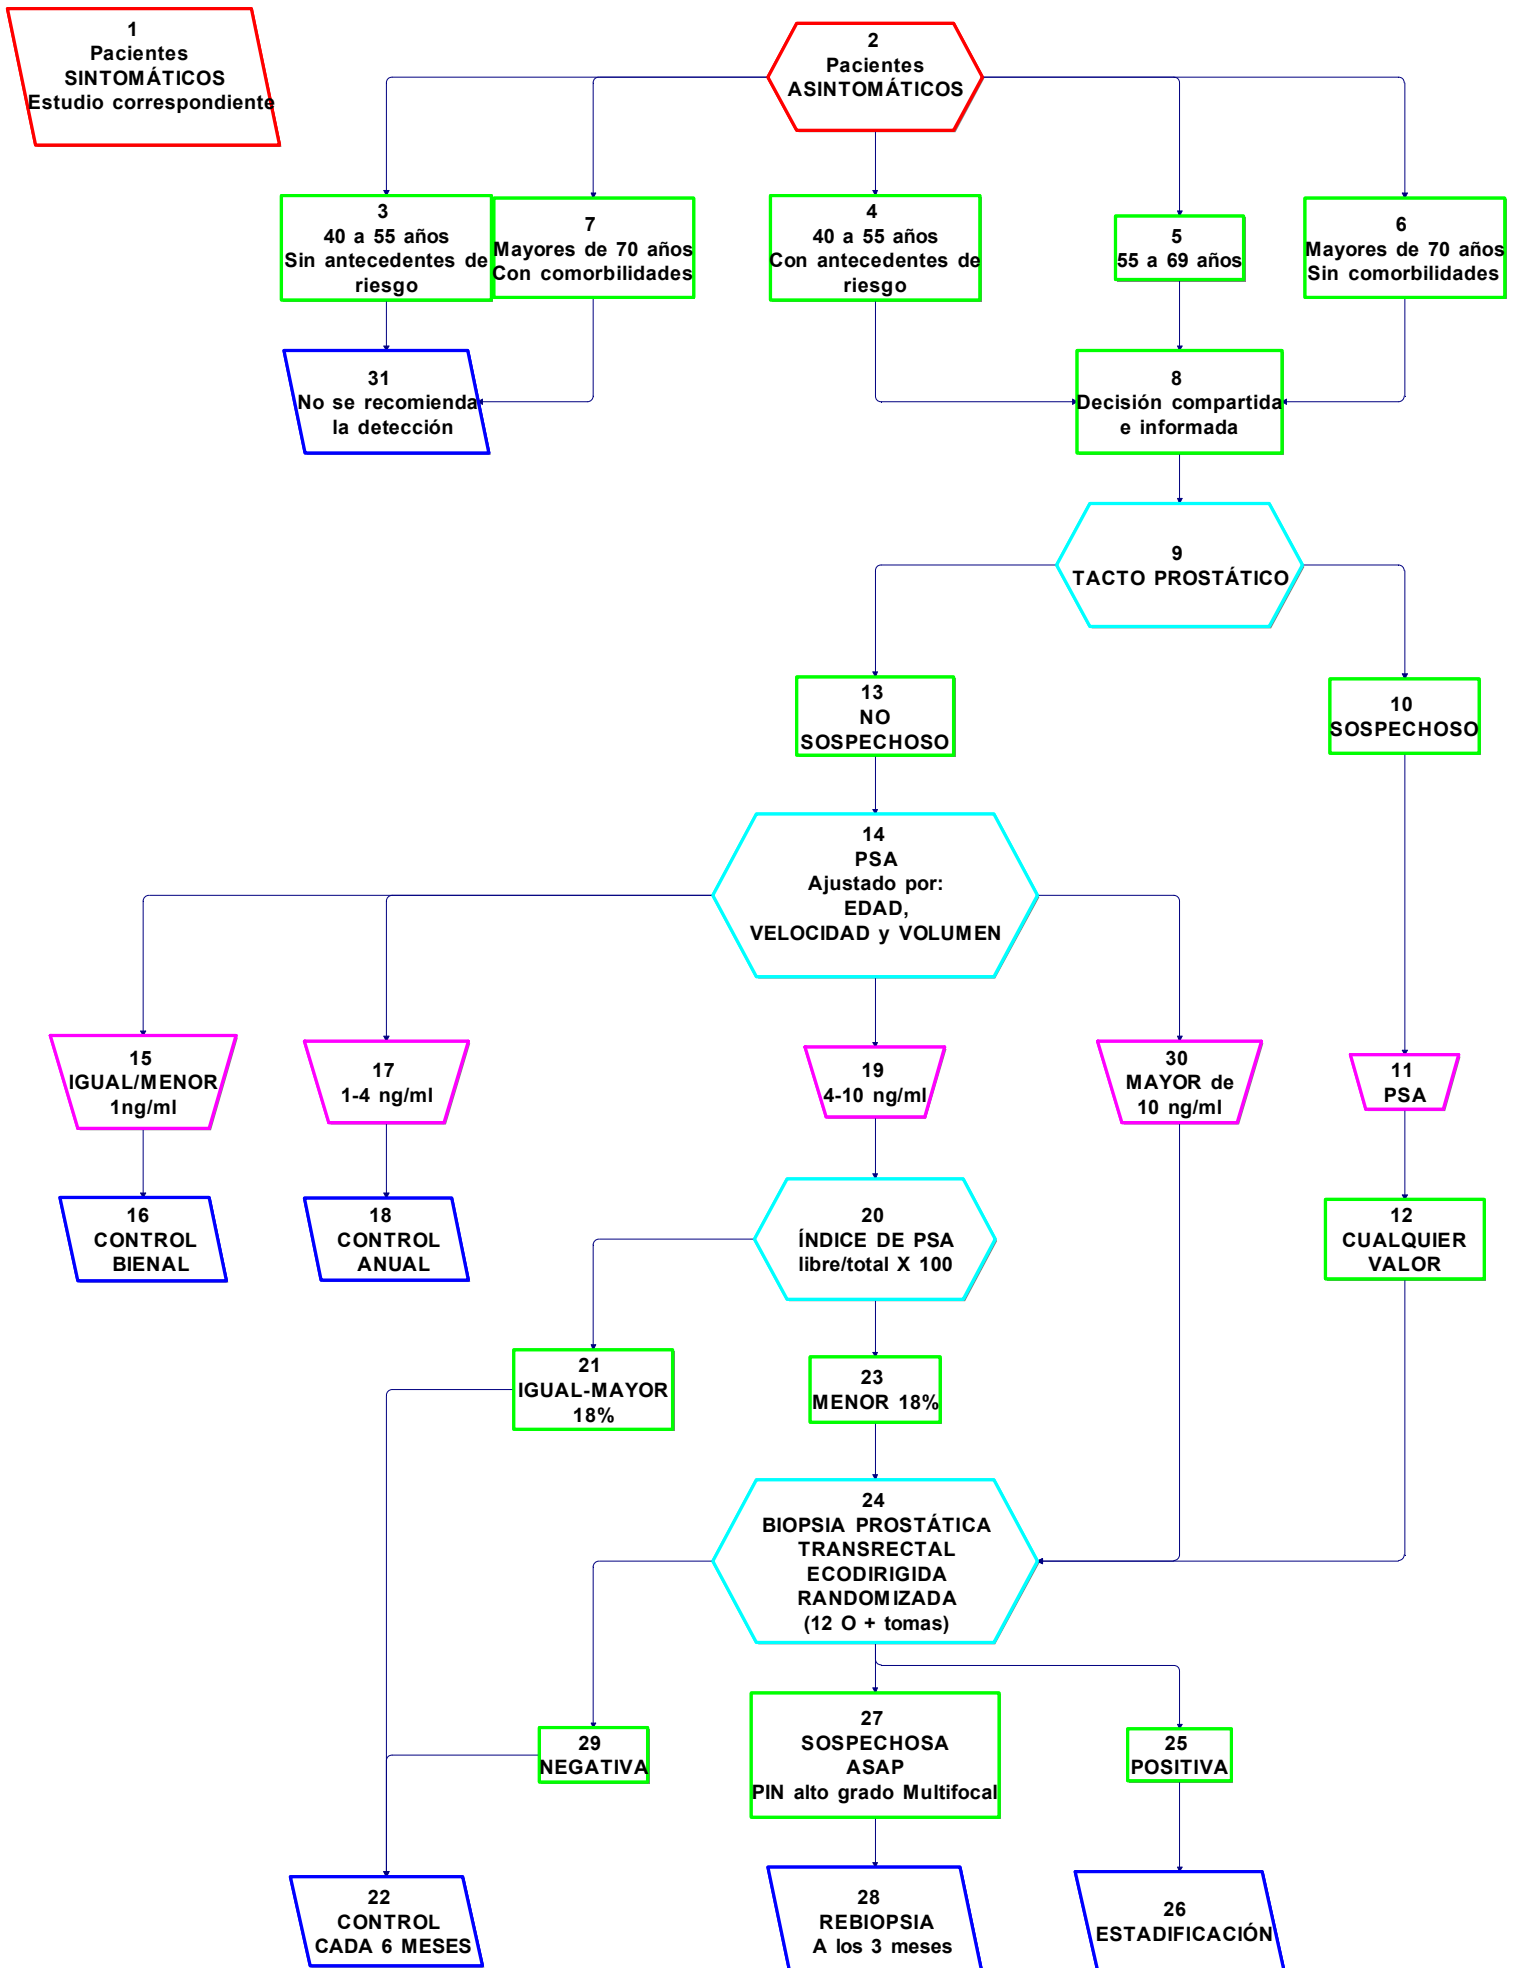 1
Pacientes
SINTOMÁTICOS
Estudio correspondiente
2
Pacientes
ASINTOMÁTICOS
3
40 a 55 años
Sin antecedentes de
riesgo
7
Mayores de 70 años
Con comorbilidades
4
40 a 55 años
Con antecedentes de
riesgo
5
55 a 69 años
6
Mayores de 70 años
Sin comorbilidades
31
No se recomienda
la detección
8
Decisión compartida
e informada
9
TACTO PROSTÁTICO
13
NO
SOSPECHOSO
10
SOSPECHOSO
14
PSA
Ajustado por:
EDAD,
VELOCIDAD y VOLUMEN
15
IGUAL/MENOR
1ng/ml
17
1-4 ng/ml
19
4-10 ng/ml
30
MAYOR de
10 ng/ml
11
PSA
16
CONTROL
BIENAL
18
CONTROL
ANUAL
20
ÍNDICE DE PSA
libre/total X 100
12
CUALQUIER
VALOR
21
IGUAL-MAYOR
18%
23
MENOR 18%
24
BIOPSIA PROSTÁTICA
TRANSRECTAL
ECODIRIGIDA
RANDOMIZADA
(12 O + tomas)
29
NEGATIVA
27
SOSPECHOSA
ASAP
PIN alto grado Multifocal
25
POSITIVA
22
CONTROL
CADA 6 MESES
28
REBIOPSIA
A los 3 meses
26
ESTADIFICACIÓN